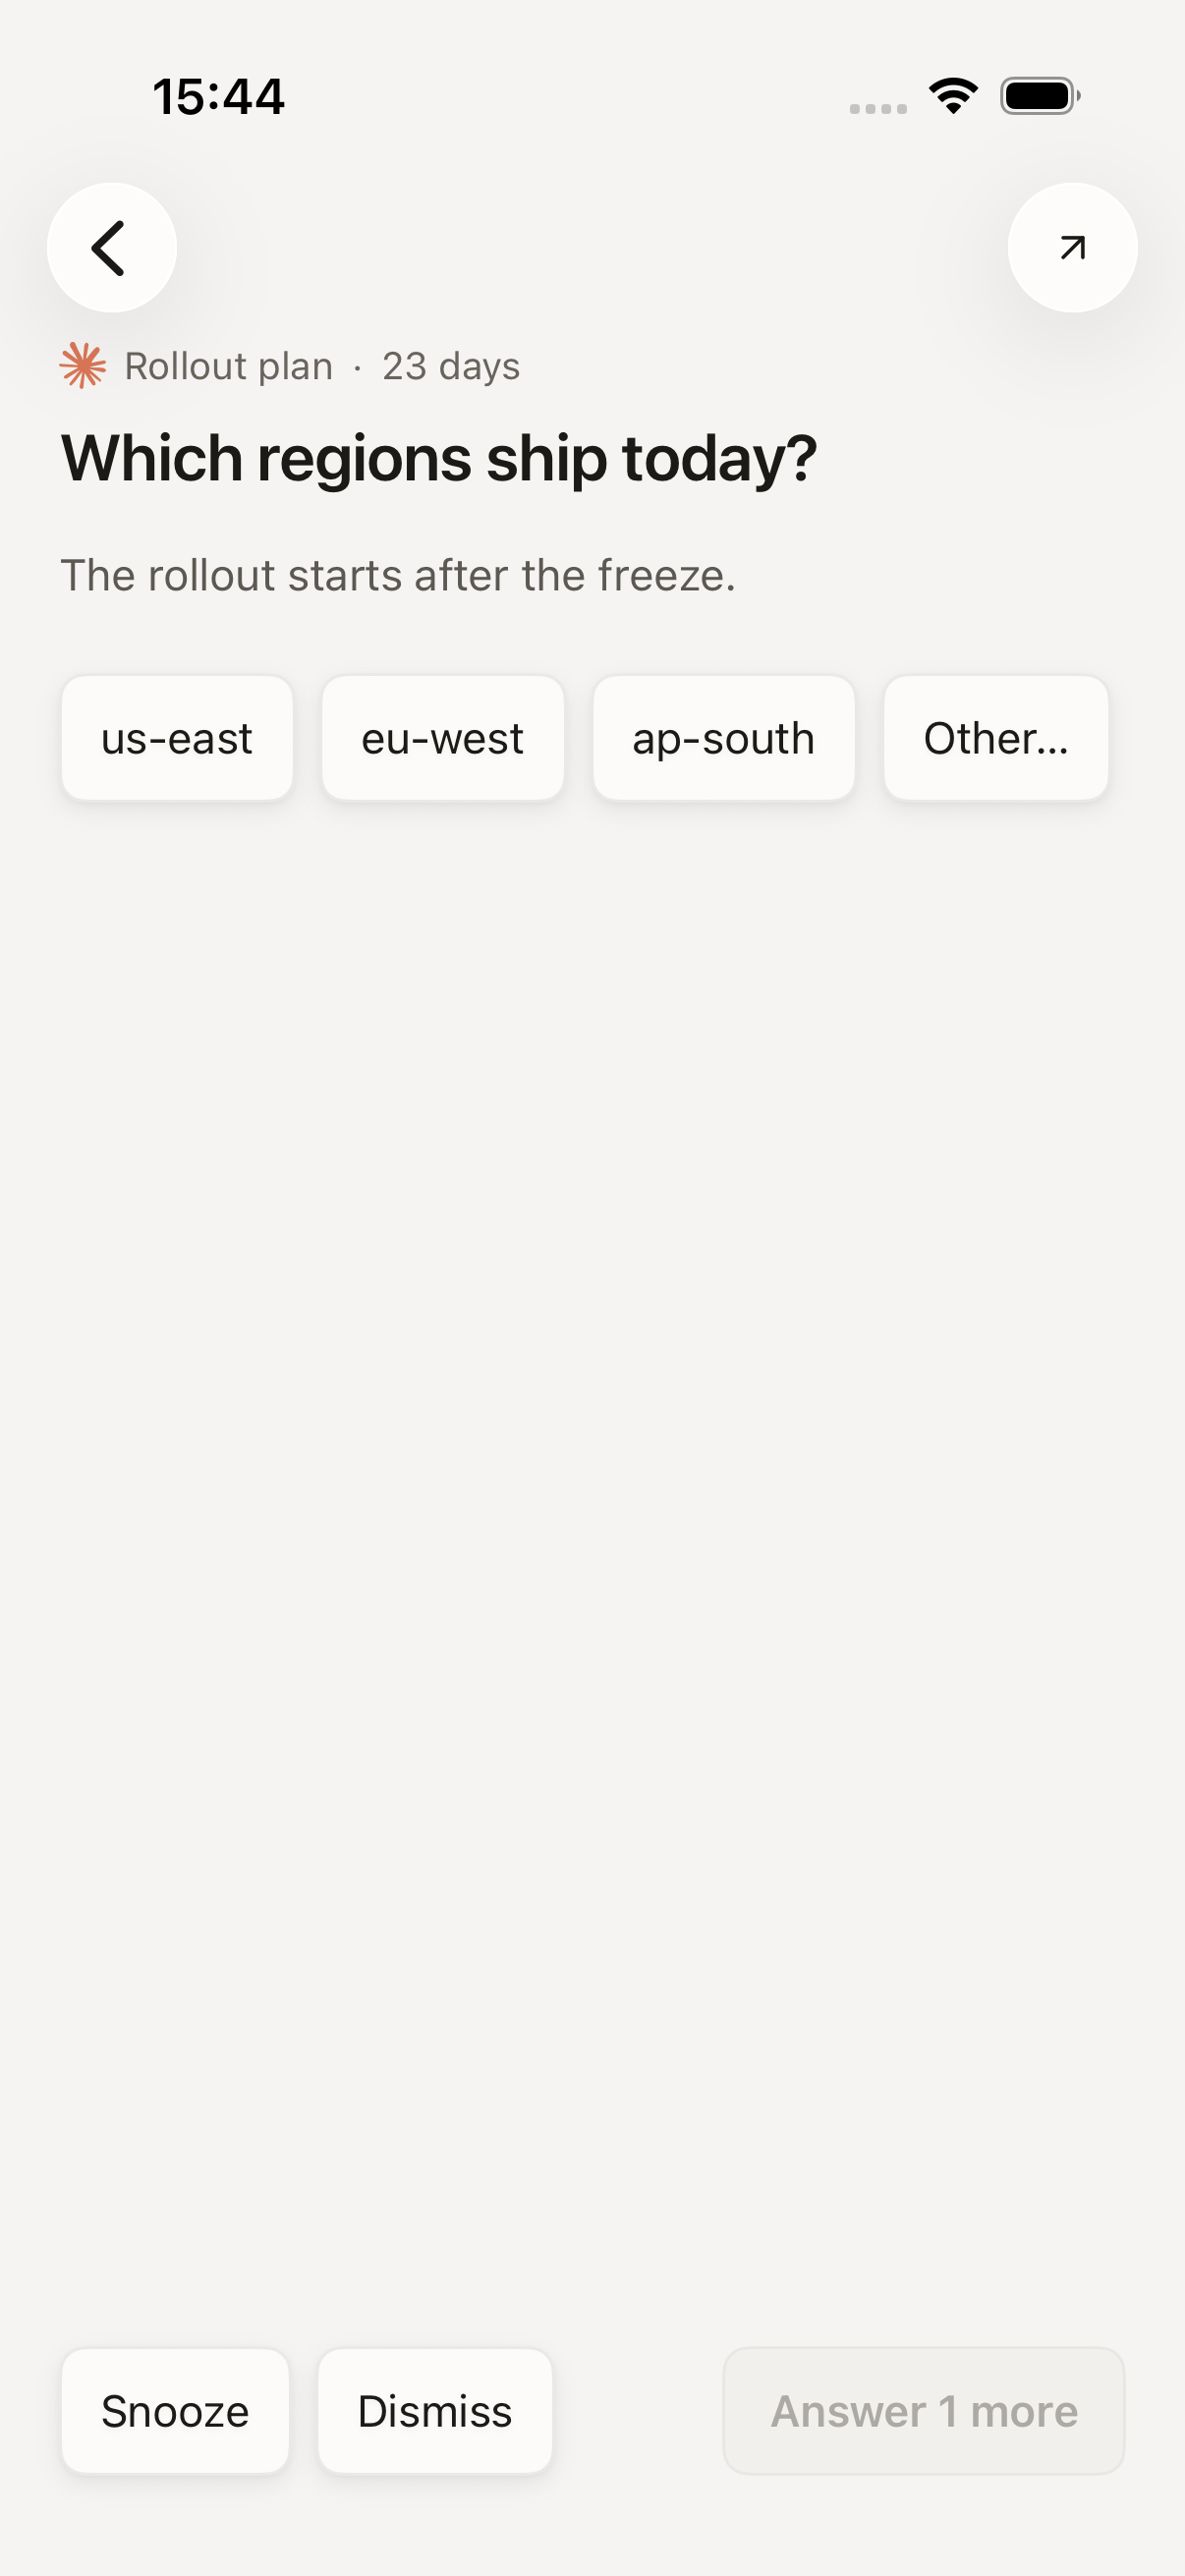 15:44
Rollout plan · 23 days
Which regions ship today?
The rollout starts after the freeze.
us-east eu-west ap-south Other...
Snooze Dismiss Answer 1 more